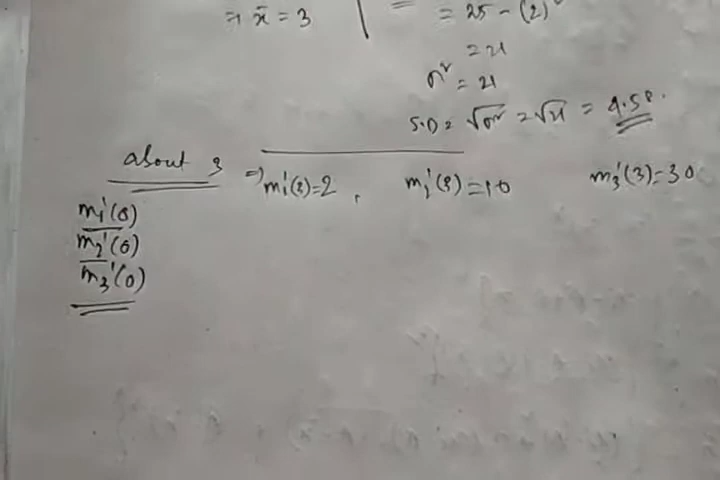 ⇒ x̄ = 3
= 25 - (2)²
= 21
σ² = 21
S.D = √σ² = √21 = 4.58.
about 3 ⇒ m₁'(3)=2, m₂'(3)=10 m₃'(3)=30
m₁'(0)
m₂'(0)
m₃'(0)